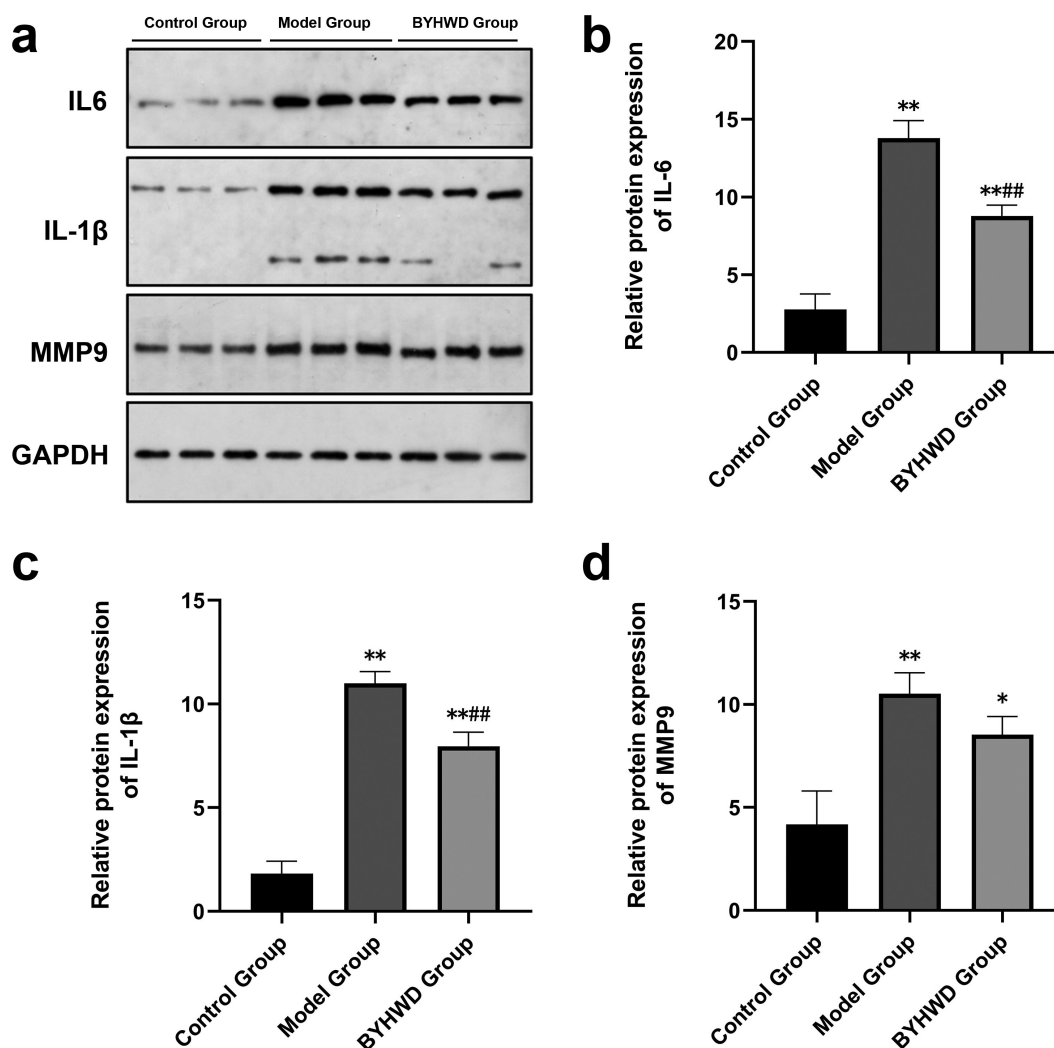 a
Control Group Model Group BYHWD Group
IL6
IL-1β
MMP9
GAPDH
b
Relative protein expression
of IL-6
20
15
10
5
0
**
**##
Control Group
Model Group
BYHWD Group
c
Relative protein expression
of IL-1β
15
10
5
0
**
**##
Control Group
Model Group
BYHWD Group
d
Relative protein expression
of MMP9
15
10
5
0
**
*
Control Group
Model Group
BYHWD Group